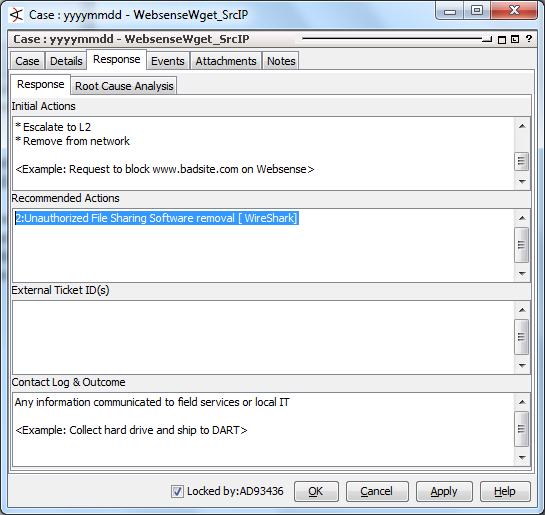 Case : yyyymmdd - WebsenseWget_SrcIP
Case : yyyymmdd - WebsenseWget_SrcIP
Case Details Response Events Attachments Notes
Response Root Cause Analysis
Initial Actions
* Escalate to L2
* Remove from network
<Example: Request to block www.badsite.com on Websense>
Recommended Actions
2:Unauthorized File Sharing Software removal [ WireShark]
External Ticket ID(s)
Contact Log & Outcome
Any information communicated to field services or local IT
<Example: Collect hard drive and ship to DART>
Locked by:AD93436 OK Cancel Apply Help